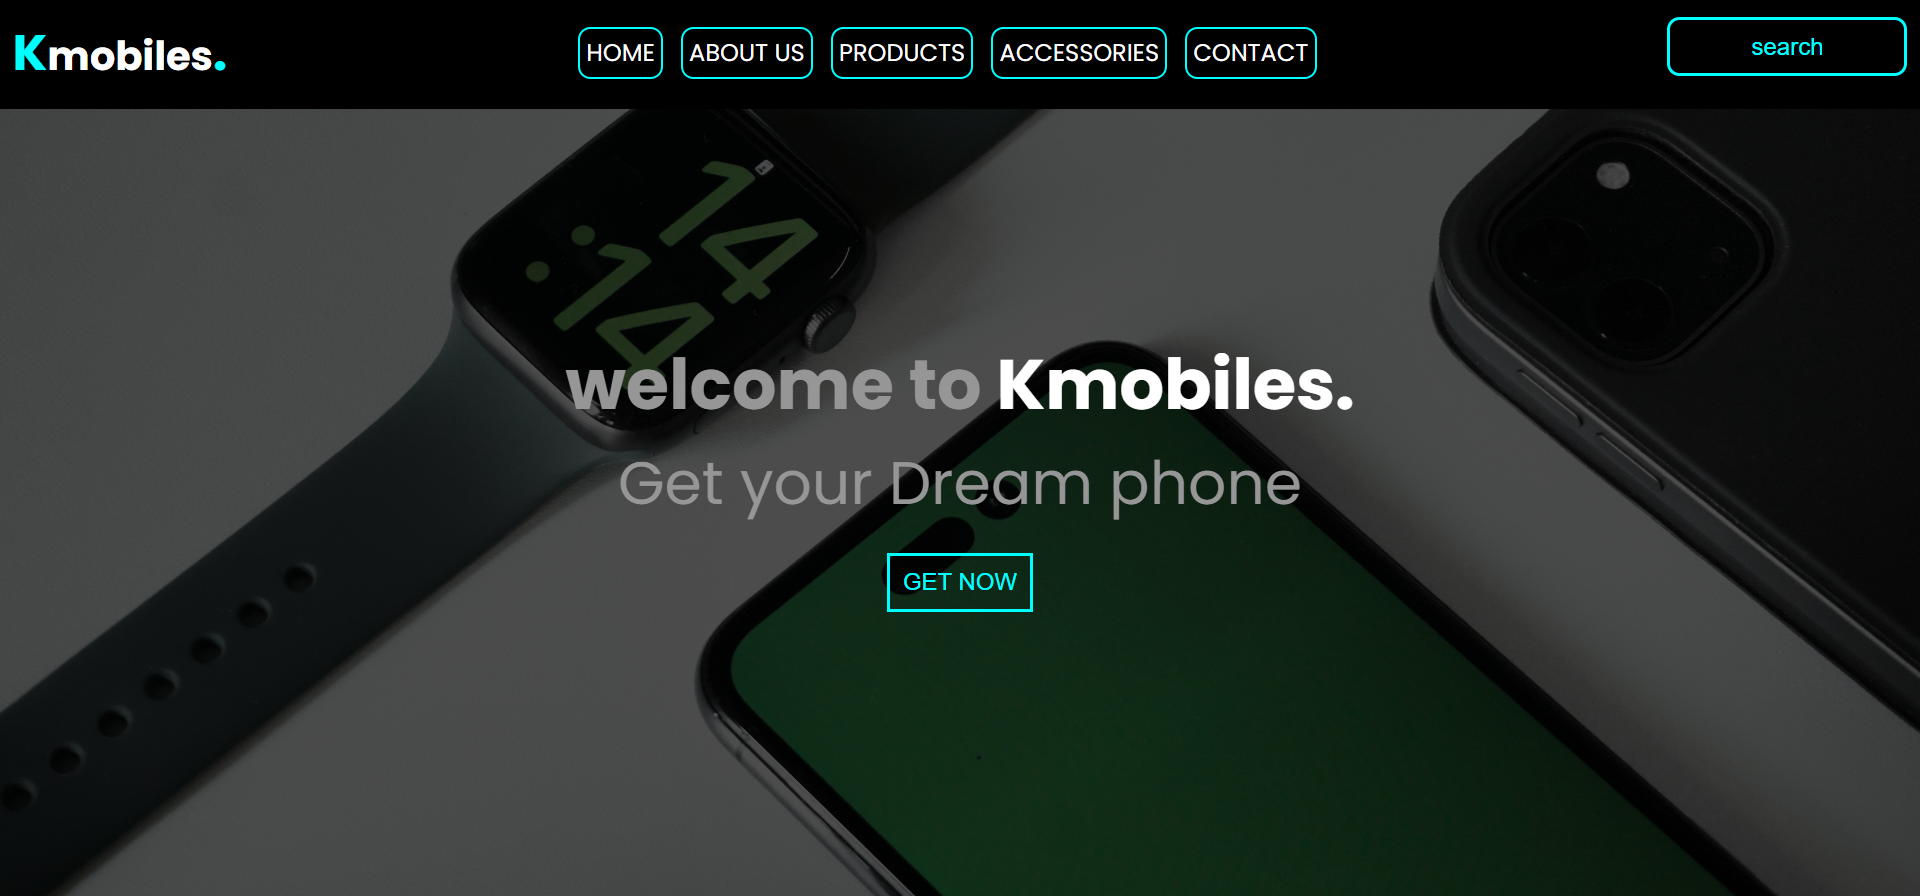 Kmobiles.
HOME
ABOUT US
PRODUCTS
ACCESSORIES
CONTACT
search
14
:14
welcome to Kmobiles.
Get your Dream phone
GET NOW